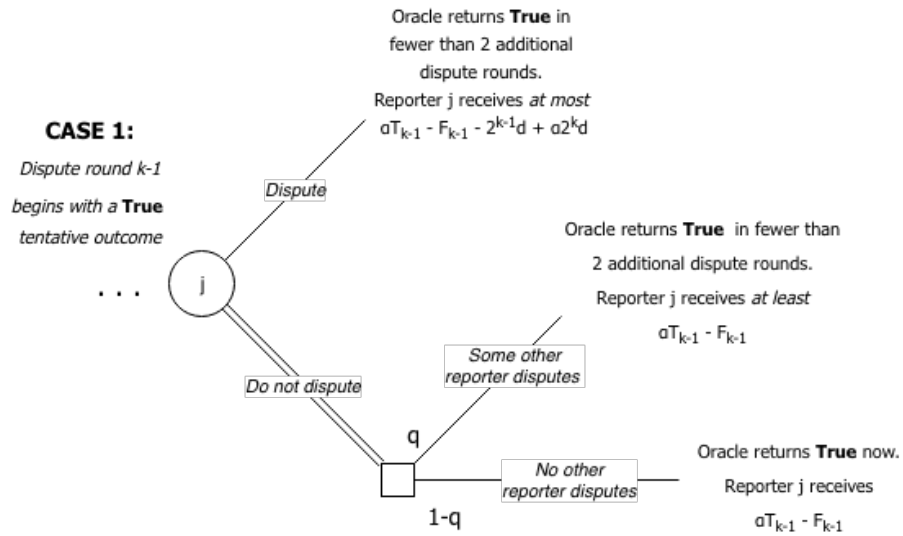 Oracle returns True in
fewer than 2 additional
dispute rounds.
Reporter j receives at most
αTₖ₋₁ - Fₖ₋₁ - 2ᵏ⁻¹d + α2ᵏd
CASE 1:
Dispute round k-1
begins with a True
tentative outcome
Dispute
. . .
j
Oracle returns True in fewer than
2 additional dispute rounds.
Reporter j receives at least
αTₖ₋₁ - Fₖ₋₁
Some other
reporter disputes
Do not dispute
q
No other
reporter disputes
1-q
Oracle returns True now.
Reporter j receives
αTₖ₋₁ - Fₖ₋₁